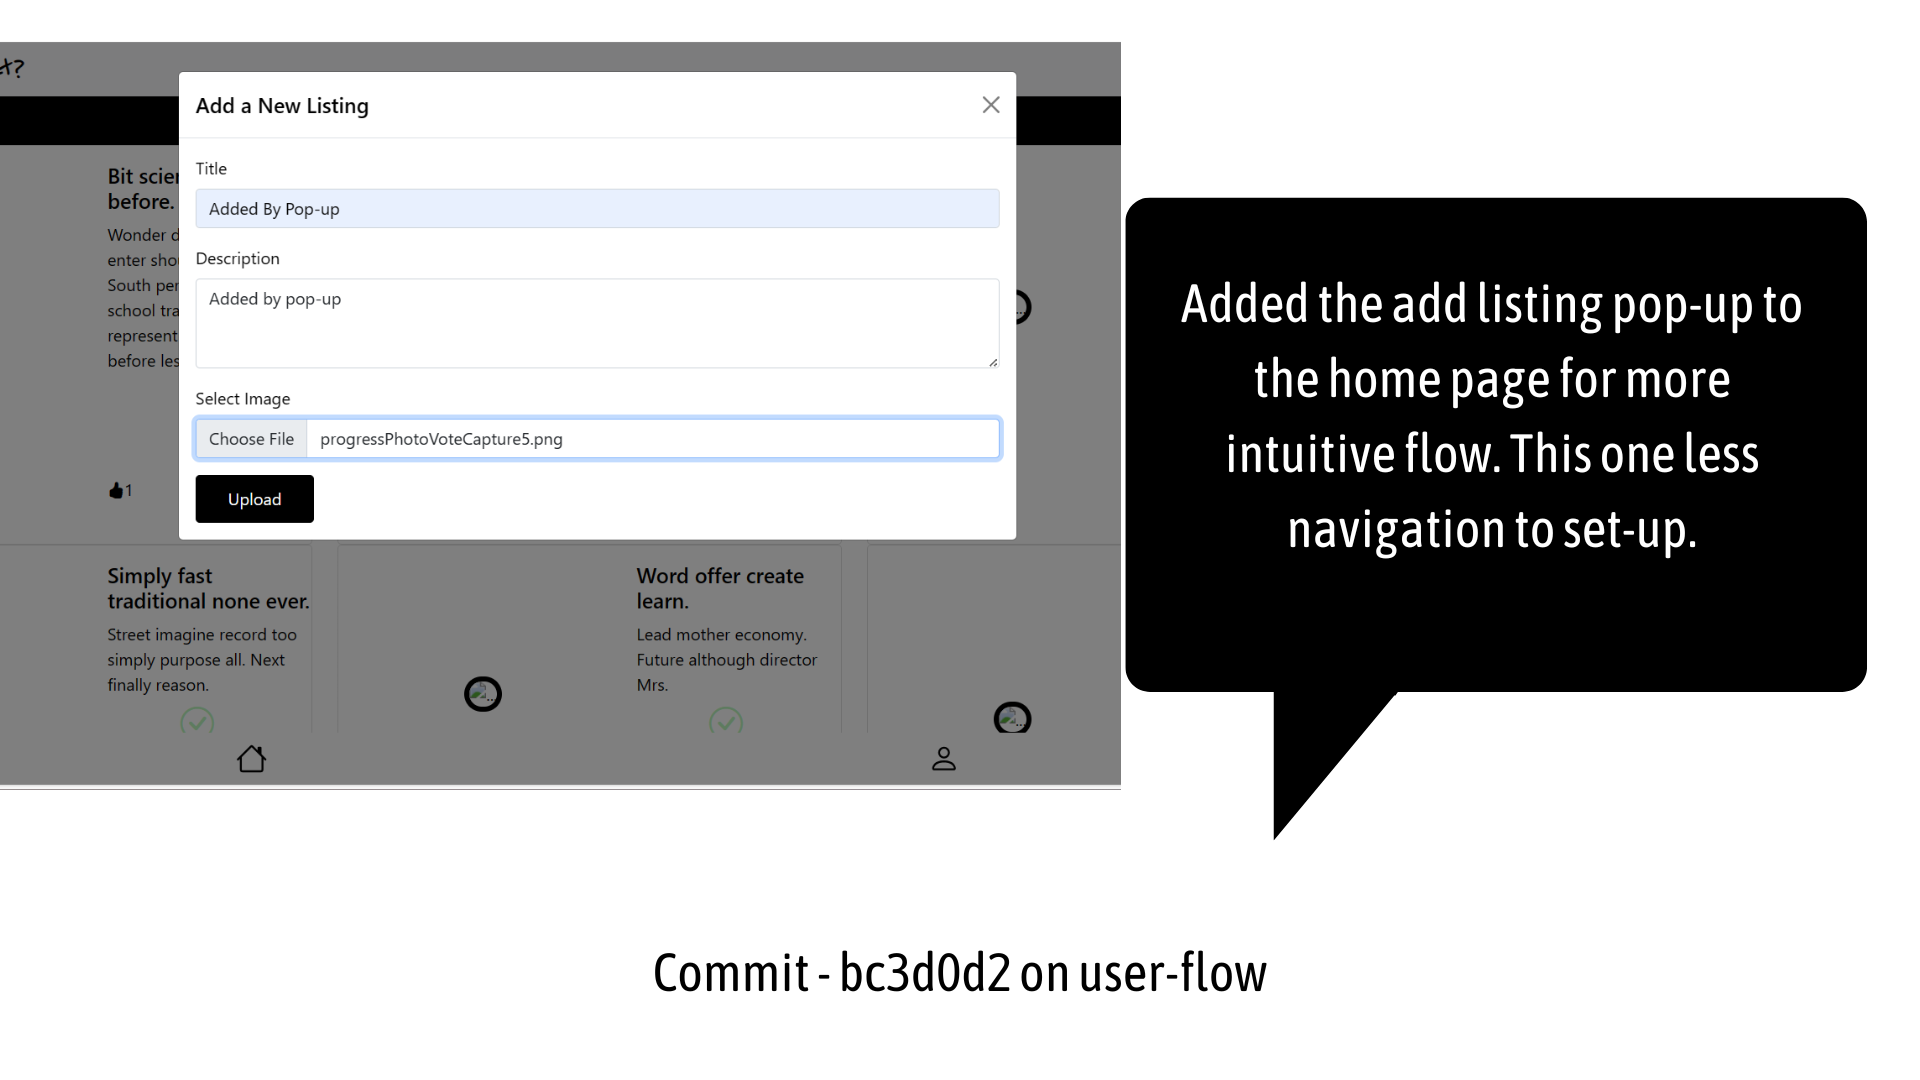 x?
Add a New Listing
Title
Added By Pop-up
Description
Added by pop-up
Select Image
Choose File progressPhotoVoteCapture5.png
Upload
Bit scier
before.
Wonder d
enter shou
South per
school tra
represent
before les
1
Simply fast
traditional none ever.
Street imagine record too
simply purpose all. Next
finally reason.
Word offer create
learn.
Lead mother economy.
Future although director
Mrs.
Added the add listing pop-up to
the home page for more
intuitive flow. This one less
navigation to set-up.
Commit - bc3d0d2 on user-flow